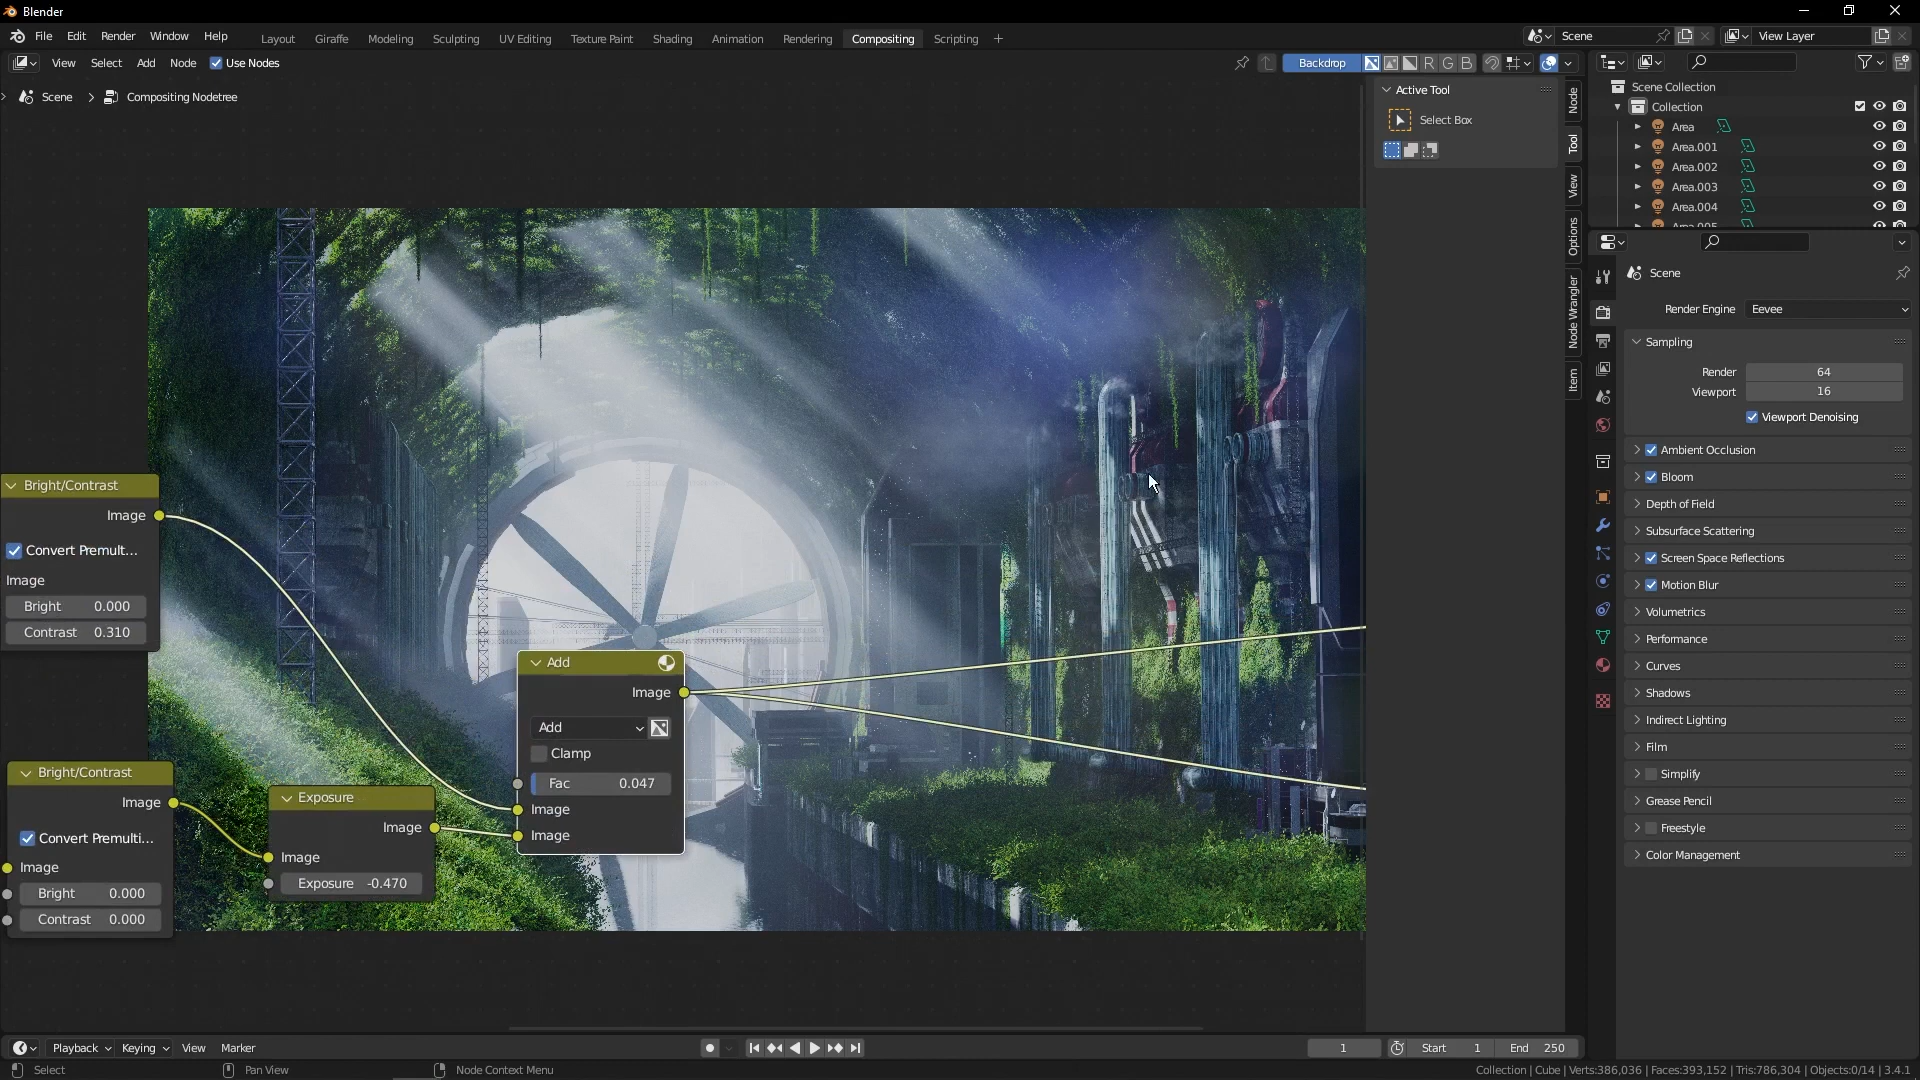 Blender
File Edit Render Window Help
Layout Giraffe Modeling Sculpting UV Editing Texture Paint Shading Animation Rendering Compositing Scripting +
Scene
View Layer
View Select Add Node Use Nodes
Backdrop R G B
Scene > Compositing Nodetree
Active Tool
Select Box
Node
Tool
View
Options
Node Wrangler
Item
Scene Collection
Collection
Area
Area.001
Area.002
Area.003
Area.004
Area.005
Scene
Render Engine Eevee
Sampling
Render 64
Viewport 16
Viewport Denoising
Ambient Occlusion
Bloom
Depth of Field
Subsurface Scattering
Screen Space Reflections
Motion Blur
Volumetrics
Performance
Curves
Shadows
Indirect Lighting
Film
Simplify
Grease Pencil
Freestyle
Color Management
Bright/Contrast
Image
Convert Premult...
Image
Bright 0.000
Contrast 0.310
Bright/Contrast
Image
Convert Premulti...
Image
Bright 0.000
Contrast 0.000
Exposure
Image
Image
Exposure -0.470
Add
Image
Add
Clamp
Fac 0.047
Image
Image
Playback Keying View Marker
1 Start 1 End 250
Select Pan View Node Context Menu
Collection | Cube | Verts:386,036 | Faces:393,152 | Tris:786,304 | Objects:0/14 | 3.4.1